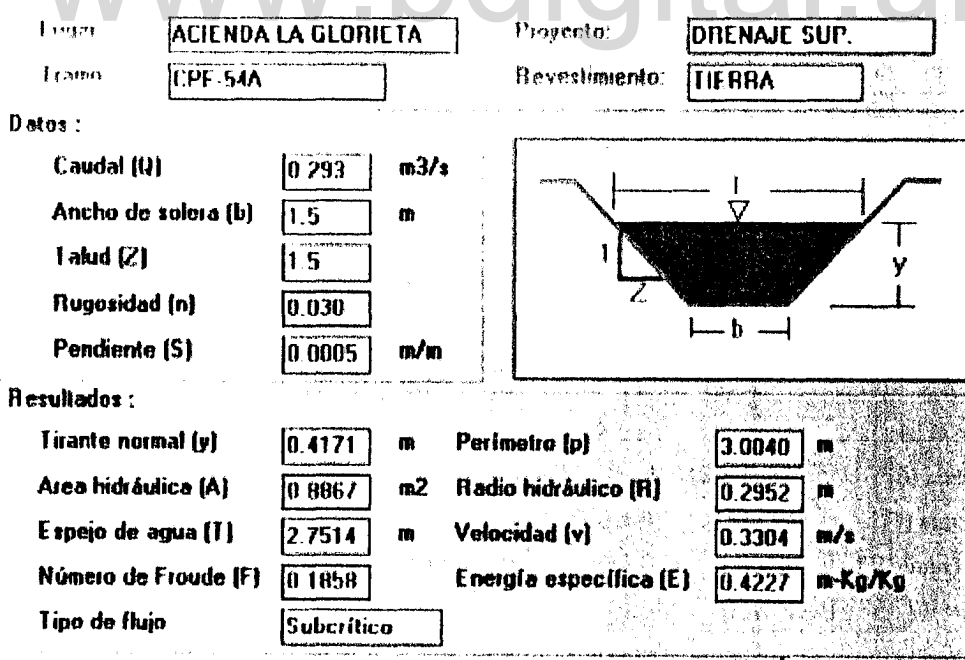 www.bdigital.u
Lugar: ACIENDA LA GLORIETA Proyecto: DRENAJE SUP.
Tramo: CPE-54A Revestimiento: TIERRA
Datos :
Caudal (Q) 0.293 m3/s
Ancho de solera (b) 1.5 m
Talud (Z) 1.5
Rugosidad (n) 0.030
Pendiente (S) 0.0005 m/m
T
1
Z
b
y
Resultados :
Tirante normal (y) 0.4171 m Perímetro (p) 3.0040 m
Area hidráulica (A) 0.8867 m2 Radio hidráulico (R) 0.2952 m
Espejo de agua (T) 2.7514 m Velocidad (v) 0.3304 m/s
Número de Froude (F) 0.1858 Energía específica (E) 0.4227 m-Kg/Kg
Tipo de flujo Subcrítico